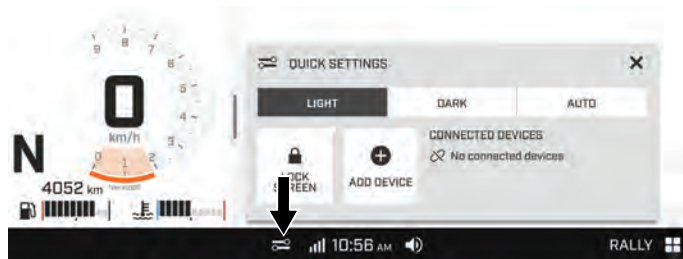 9 8 7
6
5
4
3
0 1 2
0
km/h
N
4052 km
QUICK SETTINGS
LIGHT DARK AUTO
LOCK
SCREEN
ADD DEVICE
CONNECTED DEVICES
No connected devices
10:56 AM
RALLY